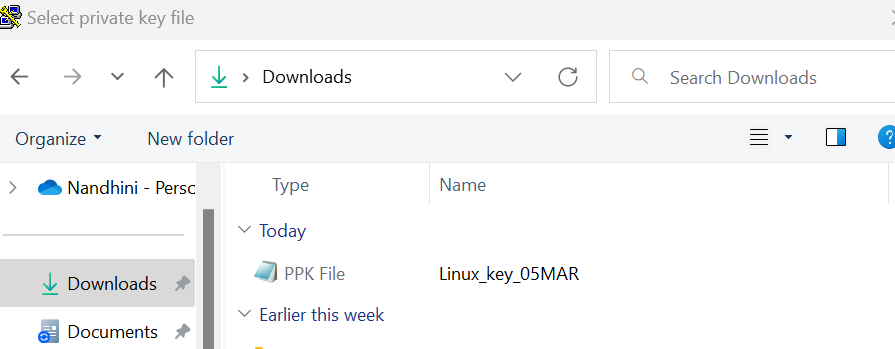 Select private key file
Downloads
Search Downloads
Organize
New folder
Nandhini - Perso
Type
Name
Today
Downloads
PPK File
Linux_key_05MAR
Earlier this week
Documents